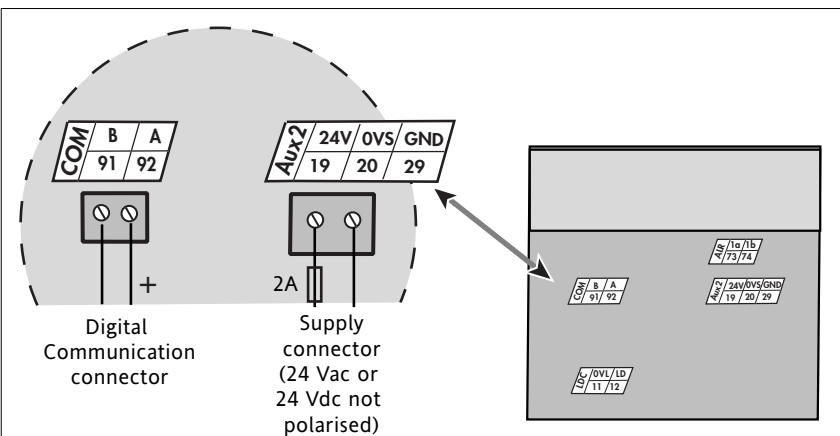 COM B A
91 92
Aux2 24V 0VS GND
19 20 29
+
2A
Digital
Communication
connector
Supply
connector
(24 Vac or
24 Vdc not
polarised)
ALR 1a 1b
73 74
COM B A
91 92
Aux2 24V 0VS GND
19 20 29
LDC 0VL LD
11 12